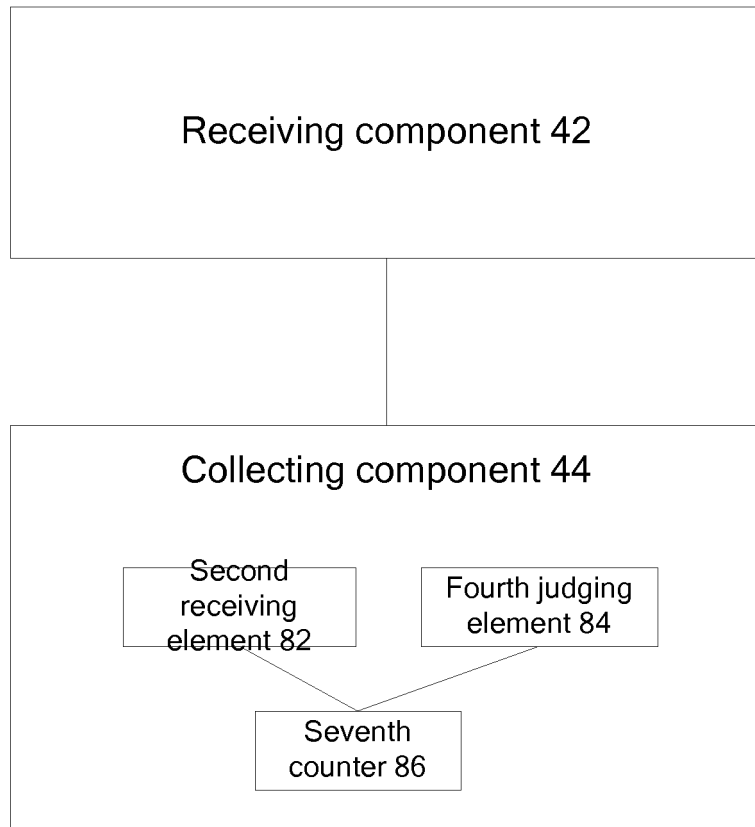 Receiving component 42
Collecting component 44
Second
receiving
element 82
Fourth judging
element 84
Seventh
counter 86